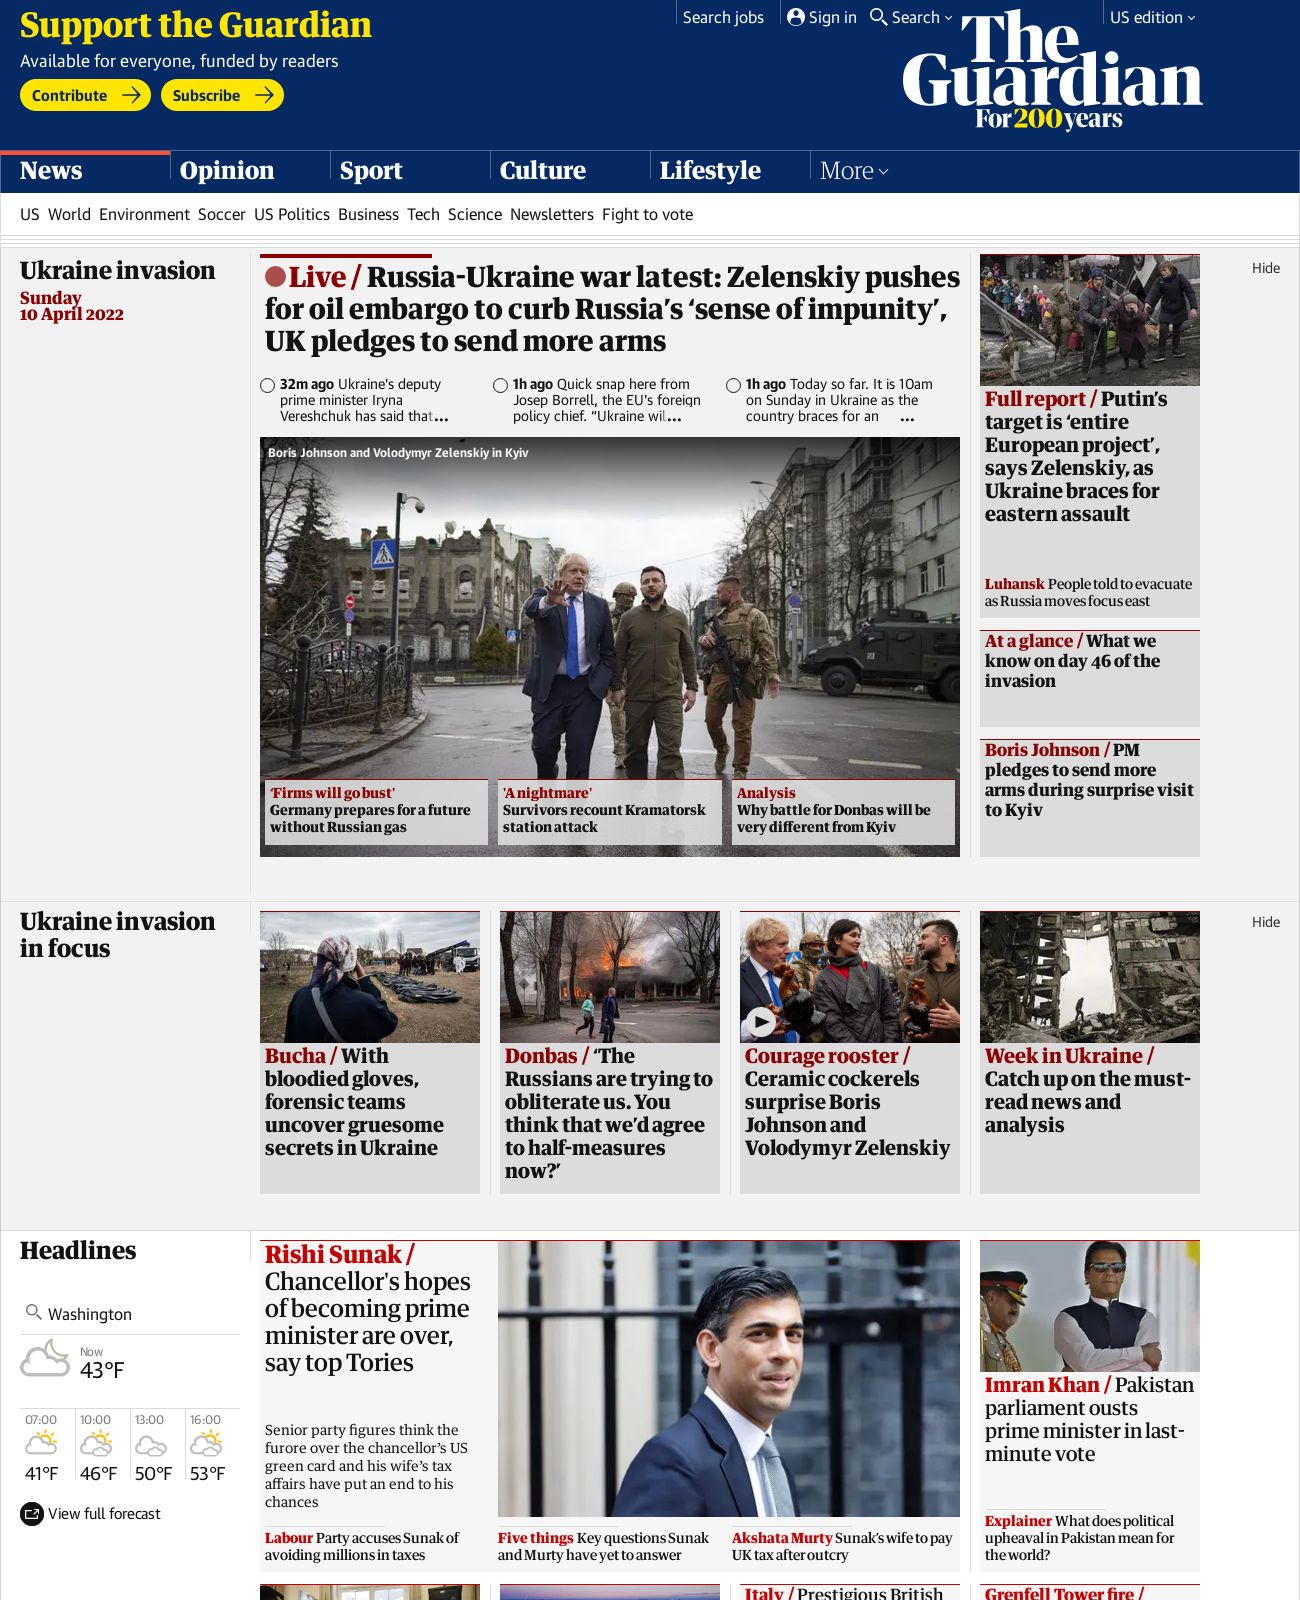 Support the Guardian
Available for everyone, funded by readers
Contribute
Subscribe
Search jobs
Sign in
Search
US edition
The
Guardian
For 200 years
News Opinion Sport Culture Lifestyle More
US World Environment Soccer US Politics Business Tech Science Newsletters Fight to vote
Ukraine invasion
Sunday
10 April 2022
Hide
Live / Russia-Ukraine war latest: Zelenskiy pushes
for oil embargo to curb Russia’s ‘sense of impunity’,
UK pledges to send more arms
32m ago Ukraine’s deputy
prime minister Iryna
Vereshchuk has said that...
1h ago Quick snap here from
Josep Borrell, the EU’s foreign
policy chief. “Ukraine wil...
1h ago Today so far. It is 10am
on Sunday in Ukraine as the
country braces for an ...
Boris Johnson and Volodymyr Zelenskiy in Kyiv
‘Firms will go bust’
Germany prepares for a future
without Russian gas
'A nightmare'
Survivors recount Kramatorsk
station attack
Analysis
Why battle for Donbas will be
very different from Kyiv
Full report / Putin’s
target is ‘entire
European project’,
says Zelenskiy, as
Ukraine braces for
eastern assault
Luhansk People told to evacuate
as Russia moves focus east
At a glance / What we
know on day 46 of the
invasion
Boris Johnson / PM
pledges to send more
arms during surprise visit
to Kyiv
Ukraine invasion
in focus
Hide
Bucha / With
bloodied gloves,
forensic teams
uncover gruesome
secrets in Ukraine
Donbas / ‘The
Russians are trying to
obliterate us. You
think that we’d agree
to half-measures
now?’
Courage rooster /
Ceramic cockerels
surprise Boris
Johnson and
Volodymyr Zelenskiy
Week in Ukraine /
Catch up on the must-
read news and
analysis
Headlines
Washington
Now
43°F
07:00 10:00 13:00 16:00
41°F 46°F 50°F 53°F
View full forecast
Rishi Sunak /
Chancellor's hopes
of becoming prime
minister are over,
say top Tories
Senior party figures think the
furore over the chancellor’s US
green card and his wife’s tax
affairs have put an end to his
chances
Labour Party accuses Sunak of
avoiding millions in taxes
Five things Key questions Sunak
and Murty have yet to answer
Akshata Murty Sunak’s wife to pay
UK tax after outcry
Imran Khan / Pakistan
parliament ousts
prime minister in last-
minute vote
Explainer What does political
upheaval in Pakistan mean for
the world?
Italy / Prestigious British
Grenfell Tower fire /